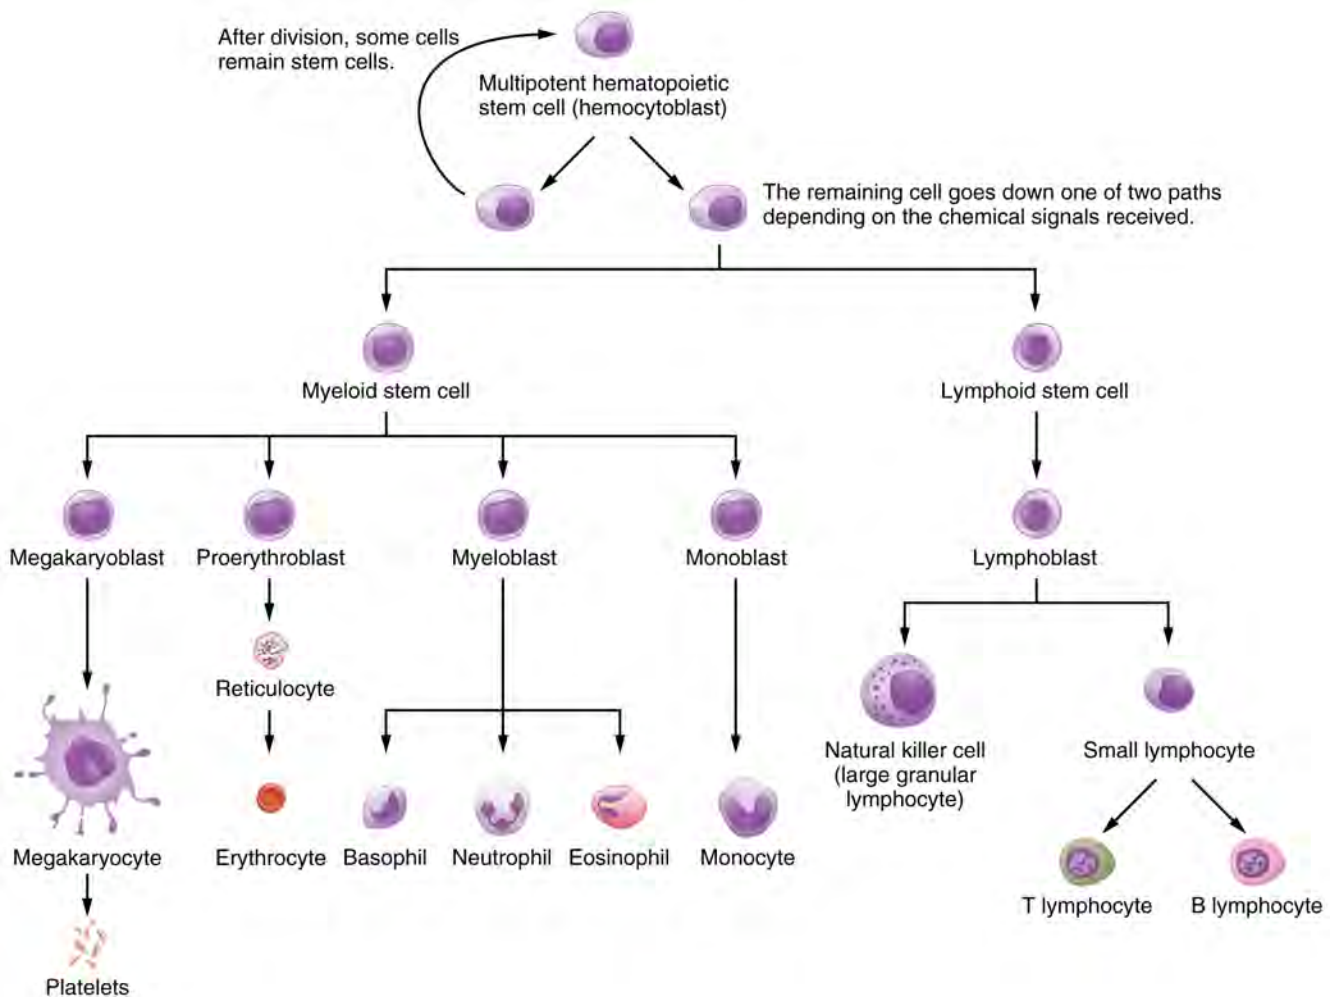 After division, some cells
remain stem cells.
Multipotent hematopoietic
stem cell (hemocytoblast)
The remaining cell goes down one of two paths
depending on the chemical signals received.
Myeloid stem cell
Lymphoid stem cell
Megakaryoblast
Proerythroblast
Myeloblast
Monoblast
Lymphoblast
Reticulocyte
Natural killer cell
(large granular
lymphocyte)
Small lymphocyte
Megakaryocyte
Erythrocyte
Basophil
Neutrophil
Eosinophil
Monocyte
T lymphocyte
B lymphocyte
Platelets